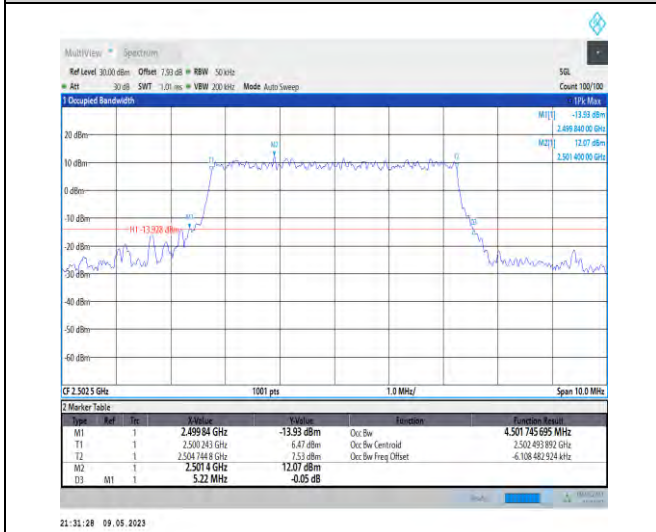 MultiView Spectrum
Ref Level 30.00 dBm Offset 7.93 dB RBW 50 kHz SGL
Att 30 dB SWT 1.01 ms VBW 200 kHz Mode Auto Sweep Count 100/100
1 Occupied Bandwidth 1Pk Max
M1[1] -13.93 dBm
2.499 840 00 GHz
M2[1] 12.07 dBm
2.501 400 00 GHz
20 dBm
M2
T1 T2
10 dBm
0 dBm
-10 dBm
M1 D3
H1 -13.928 dBm
-20 dBm
-30 dBm
-40 dBm
-50 dBm
-60 dBm
CF 2.502 5 GHz 1001 pts 1.0 MHz/ Span 10.0 MHz
2 Marker Table
Type Ref Trc X-Value Y-Value Function Function Result
M1 1 2.499 84 GHz -13.93 dBm Occ Bw 4.501 745 695 MHz
T1 1 2.500 243 GHz 6.47 dBm Occ Bw Centroid 2.502 493 892 GHz
T2 1 2.504 744 8 GHz 7.53 dBm Occ Bw Freq Offset -6.108 482 924 kHz
M2 1 2.501 4 GHz 12.07 dBm
D3 M1 1 5.22 MHz -0.05 dB
21:31:28 09.05.2023